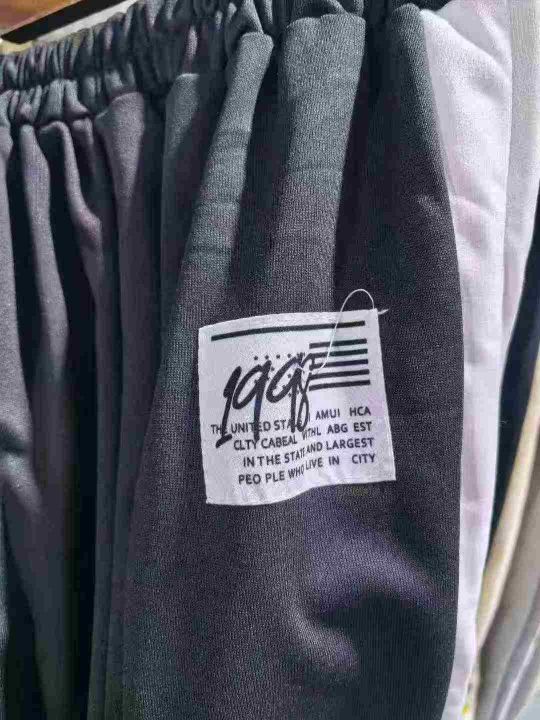 1998
THE UNITED STA AMUI HCA
CLTY CABEAL WTHL ABG EST
IN THE STATE AND LARGEST
PEO PLE WHO LIVE IN CITY